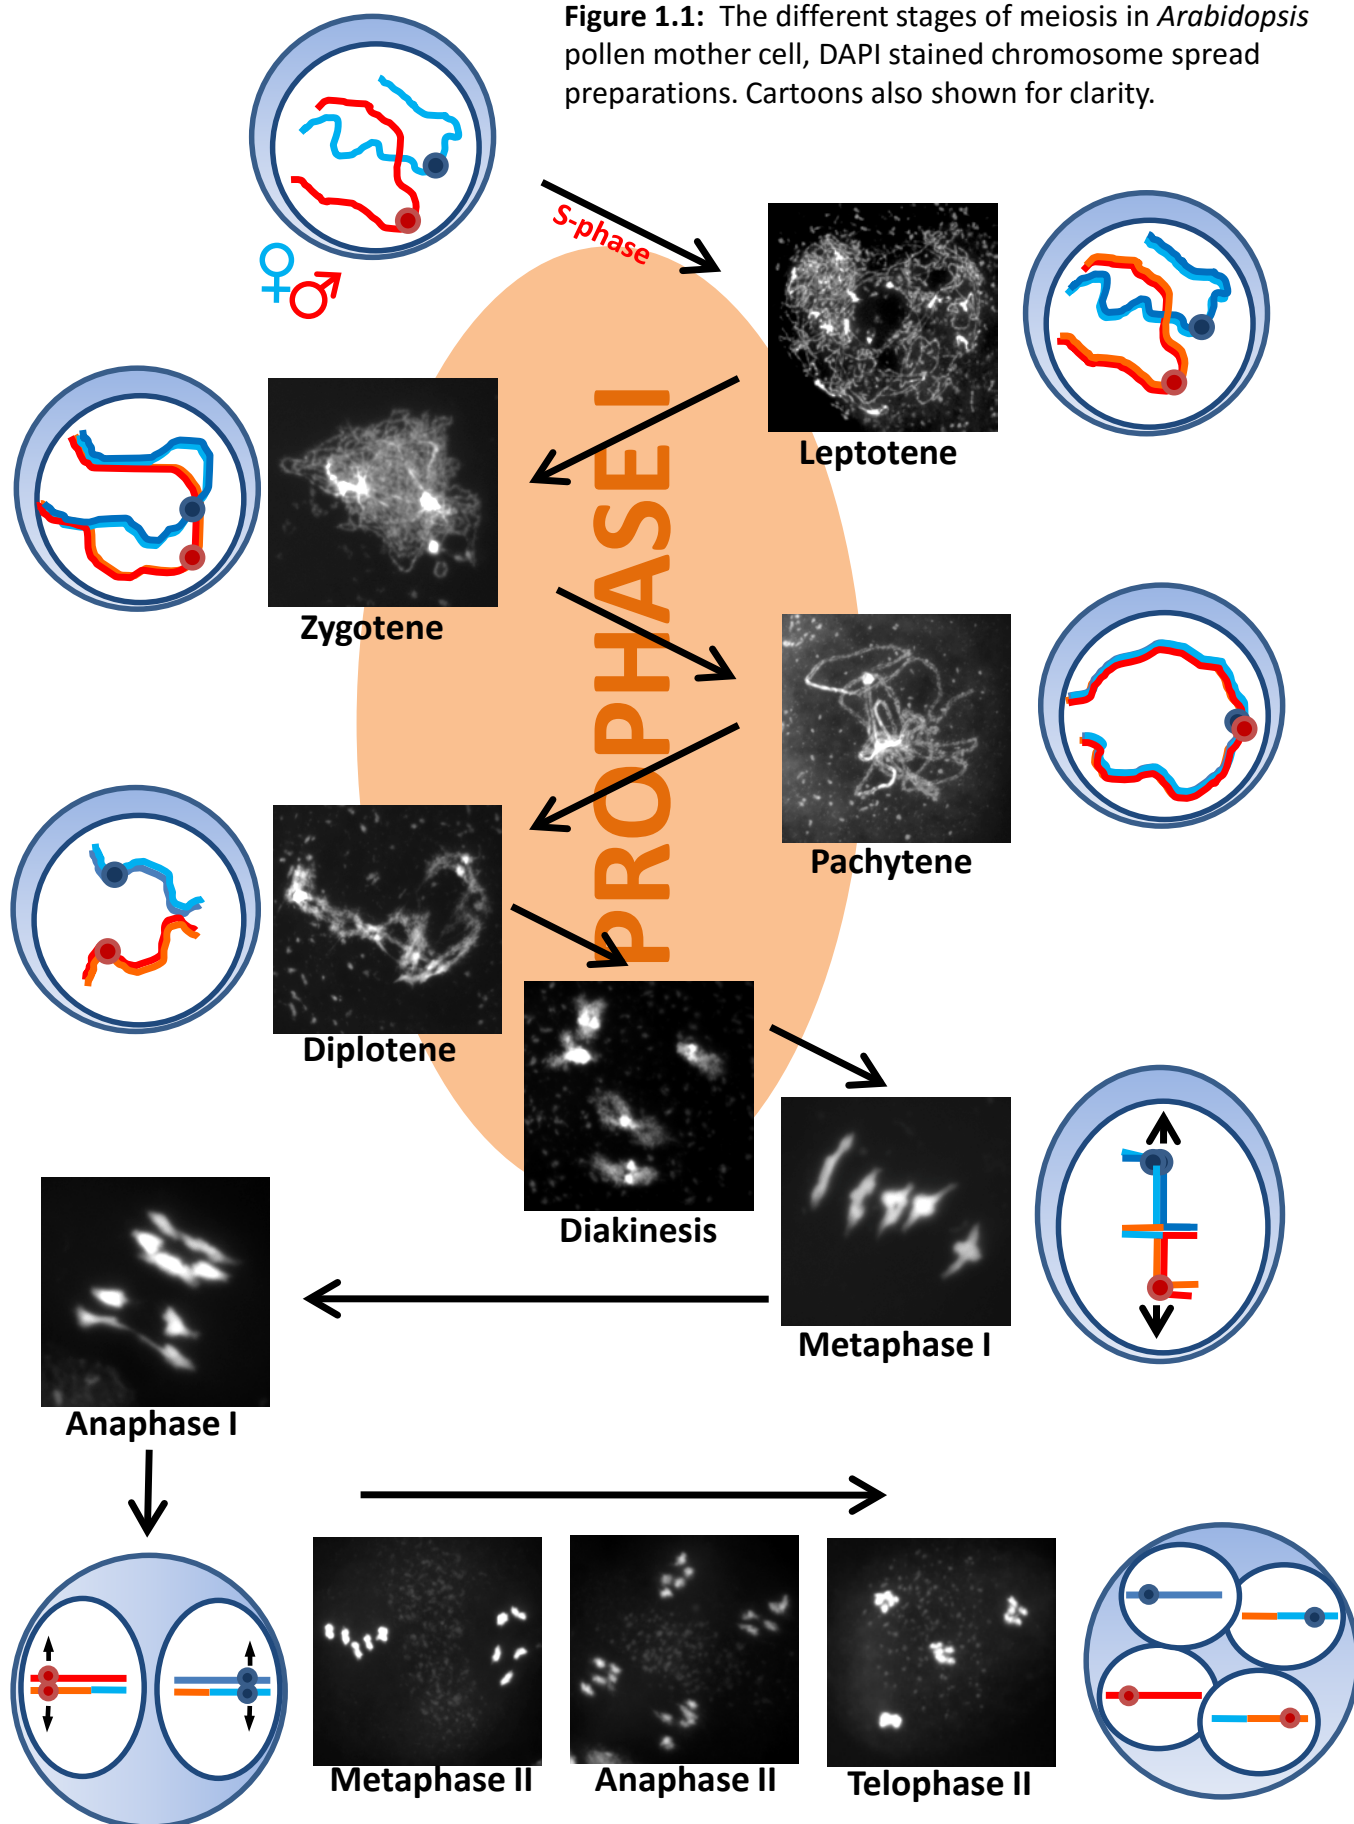 Figure 1.1: The different stages of meiosis in Arabidopsis
pollen mother cell, DAPI stained chromosome spread
preparations. Cartoons also shown for clarity.
S-phase
Leptotene
PROPHASE I
Zygotene
Pachytene
Diplotene
Diakinesis
Metaphase I
Anaphase I
Metaphase II
Anaphase II
Telophase II